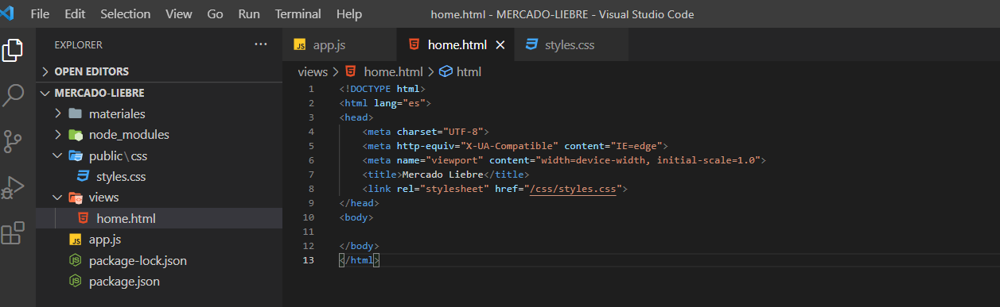 File Edit Selection View Go Run Terminal Help home.html - MERCADO-LIEBRE - Visual Studio Code
EXPLORER ···
OPEN EDITORS
MERCADO-LIEBRE
materiales
node_modules
public\css
styles.css
views
home.html
app.js
package-lock.json
package.json
JS app.js home.html styles.css
views > home.html > html
1 <!DOCTYPE html>
2 <html lang="es">
3 <head>
4 <meta charset="UTF-8">
5 <meta http-equiv="X-UA-Compatible" content="IE=edge">
6 <meta name="viewport" content="width=device-width, initial-scale=1.0">
7 <title>Mercado Liebre</title>
8 <link rel="stylesheet" href="/css/styles.css">
9 </head>
10 <body>
11
12 </body>
13 </html>